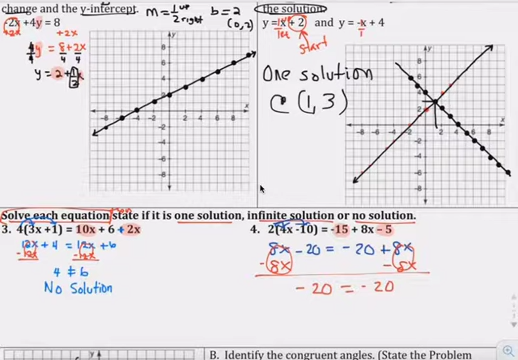 change and the y-intercept.
m = 1 up
2 right
b = 2
(0,2)
-2x + 4y = 8
+2x +2x
4y = 8 + 2x
4 4 4
y = 2 + 1
2 x
the solution
y = x + 2 and y = -x + 4
1
start
One solution
@ (1, 3)
Solve each equation state if it is one solution, infinite solution or no solution.
3. 4(3x + 1) = 10x + 6 + 2x
12x + 4 = 12x + 6
-12x -12x
4 ≠ 6
No Solution
4. 2(4x -10) = -15 + 8x - 5
8x - 20 = -20 + 8x
- 8x - 8x
- 20 = - 20
B. Identify the congruent angles. (State the Problem